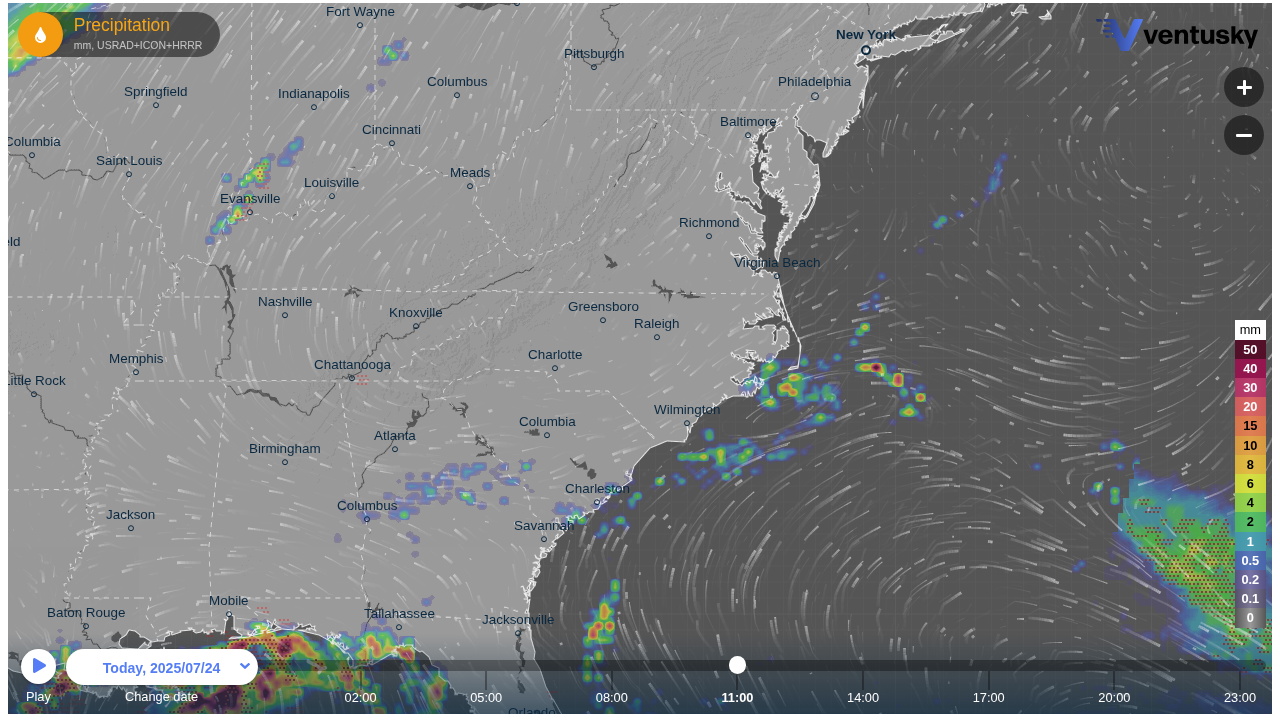 Precipitation
mm, USRAD+ICON+HRRR
Fort Wayne
Pittsburgh
New York
ventusky
Springfield
Indianapolis
Columbus
Philadelphia
Columbia
Saint Louis
Cincinnati
Baltimore
Evansville
Louisville
Meads
Richmond
eld
Virginia Beach
Nashville
Knoxville
Greensboro
Raleigh
Memphis
Chattanooga
Charlotte
Little Rock
Wilmington
Columbia
Birmingham
Atlanta
Jackson
Columbus
Charleston
Savannah
Baton Rouge
Mobile
Tallahassee
Jacksonville
Orlando
mm
50
40
30
20
15
10
8
6
4
2
1
0.5
0.2
0.1
0
Today, 2025/07/24
Play
Change date
02:00
05:00
08:00
11:00
14:00
17:00
20:00
23:00